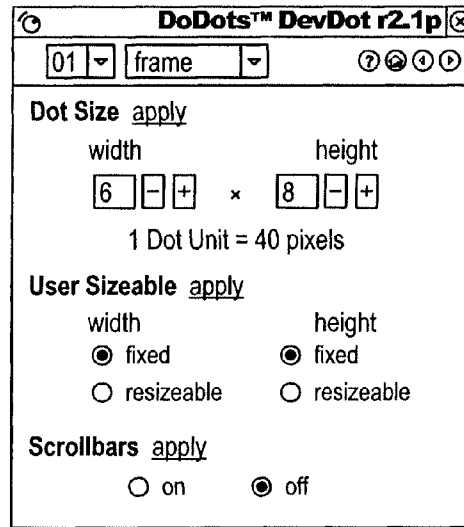 DoDots™ DevDot r2.1p
01 frame
Dot Size apply
width height
6 - + × 8 - +
1 Dot Unit = 40 pixels
User Sizeable apply
width height
fixed fixed
resizeable resizeable
Scrollbars apply
on off